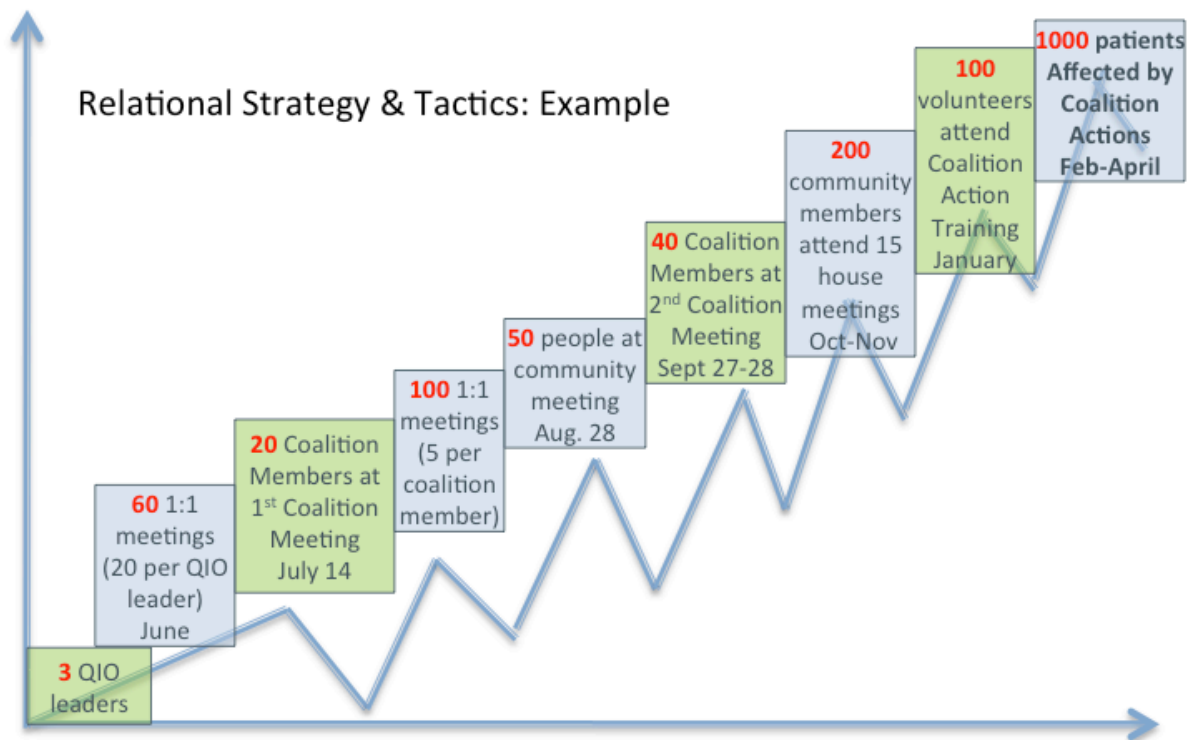 Relational Strategy & Tactics: Example
3 QIO
leaders
60 1:1
meetings
(20 per QIO
leader)
June
20 Coalition
Members at
1st Coalition
Meeting
July 14
100 1:1
meetings
(5 per
coalition
member)
50 people at
community
meeting
Aug. 28
40 Coalition
Members at
2nd Coalition
Meeting
Sept 27-28
200
community
members
attend 15
house
meetings
Oct-Nov
100
volunteers
attend
Coalition
Action
Training
January
1000 patients
Affected by
Coalition
Actions
Feb-April